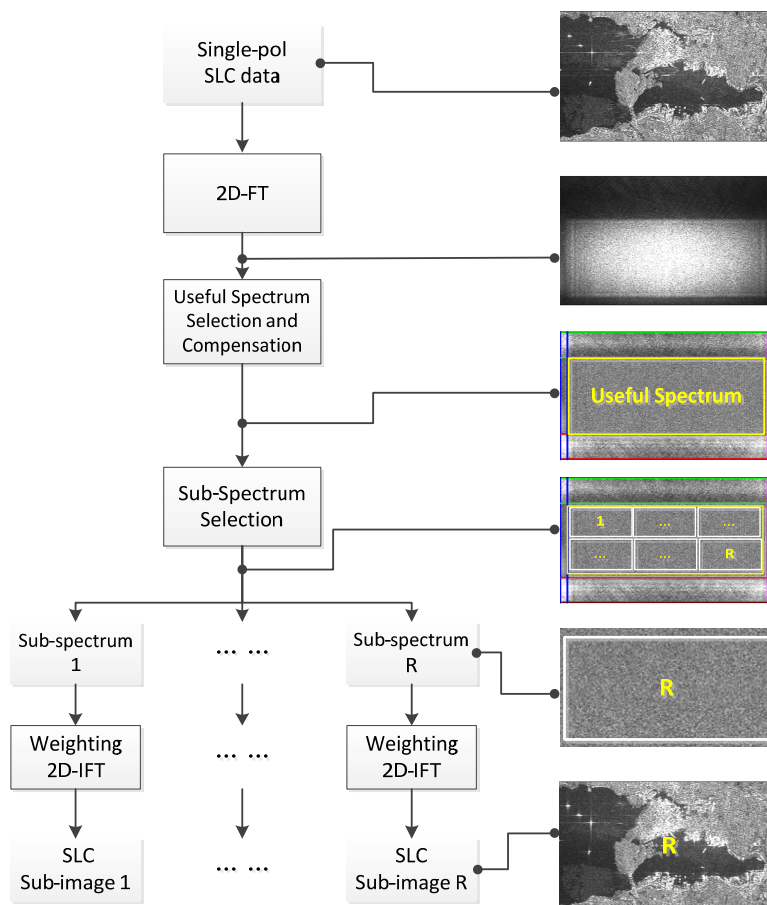 Single-pol
SLC data
2D-FT
Useful Spectrum
Selection and
Compensation
Useful Spectrum
Sub-Spectrum
Selection
1 ... ...
... ... R
Sub-spectrum
1
... ...
Sub-spectrum
R
R
Weighting
2D-IFT
... ...
Weighting
2D-IFT
SLC
Sub-image 1
... ...
SLC
Sub-image R
R